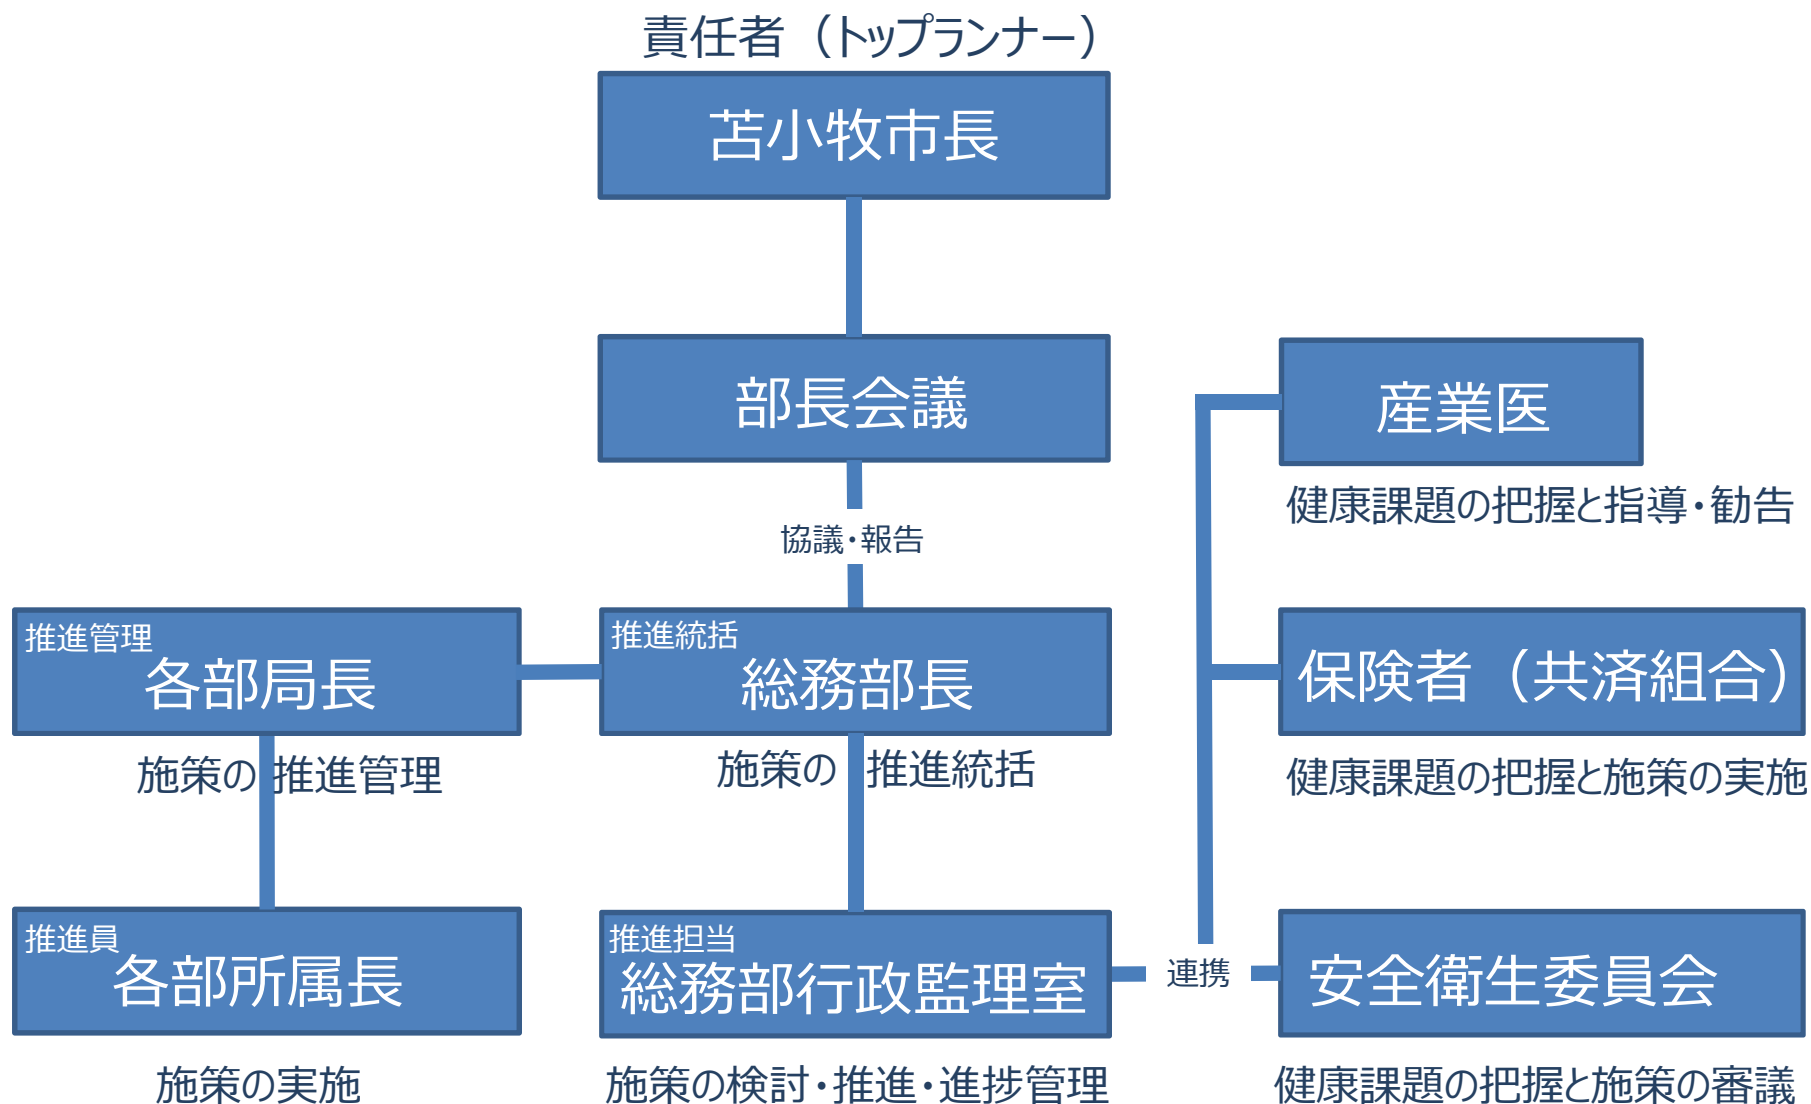 責任者（トップランナー）
苫小牧市長
部長会議
産業医
健康課題の把握と指導・勧告
協議・報告
推進管理
各部局長
推進統括
総務部長
保険者（共済組合）
施策の 推進管理
施策の 推進統括
健康課題の把握と施策の実施
推進員
各部所属長
推進担当
総務部行政監理室
連携
安全衛生委員会
施策の実施
施策の検討・推進・進捗管理
健康課題の把握と施策の審議